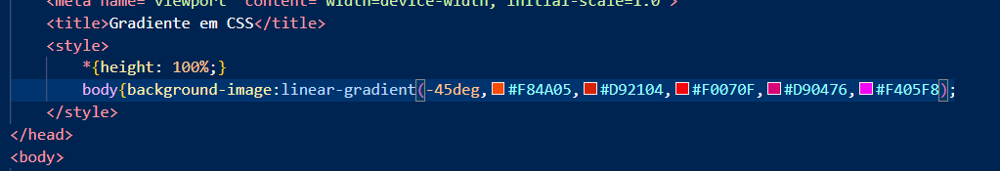 <meta name="viewport" content="width=device-width, initial-scale=1.0">
<title>Gradiente em CSS</title>
<style>
*{height: 100%;}
body{background-image:linear-gradient(-45deg,#F84A05,#D92104,#F0070F,#D90476,#F405F8);
</style>
</head>
<body>